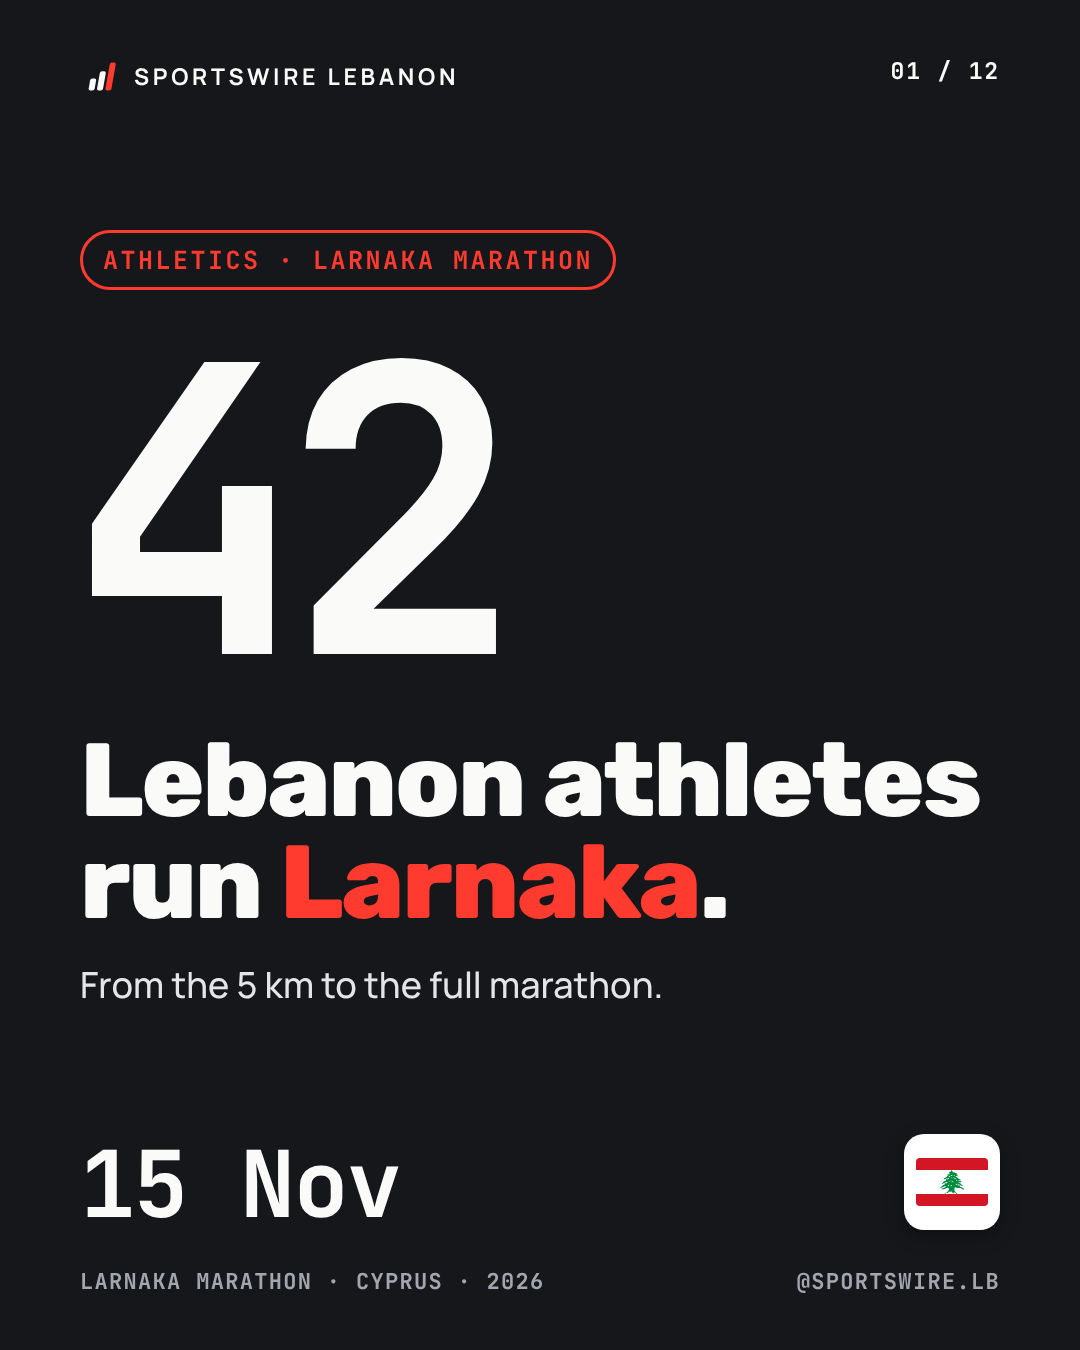 SPORTSWIRE LEBANON
01 / 12
ATHLETICS · LARNAKA MARATHON
42
Lebanon athletes
run Larnaka.
From the 5 km to the full marathon.
15 Nov
LARNAKA MARATHON · CYPRUS · 2026
@SPORTSWIRE.LB